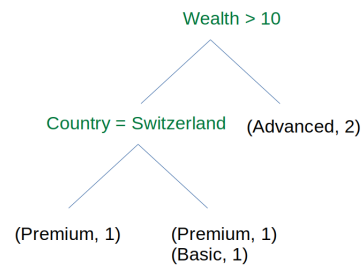 Wealth > 10
Country = Switzerland
(Advanced, 2)
(Premium, 1)
(Premium, 1)
(Basic, 1)